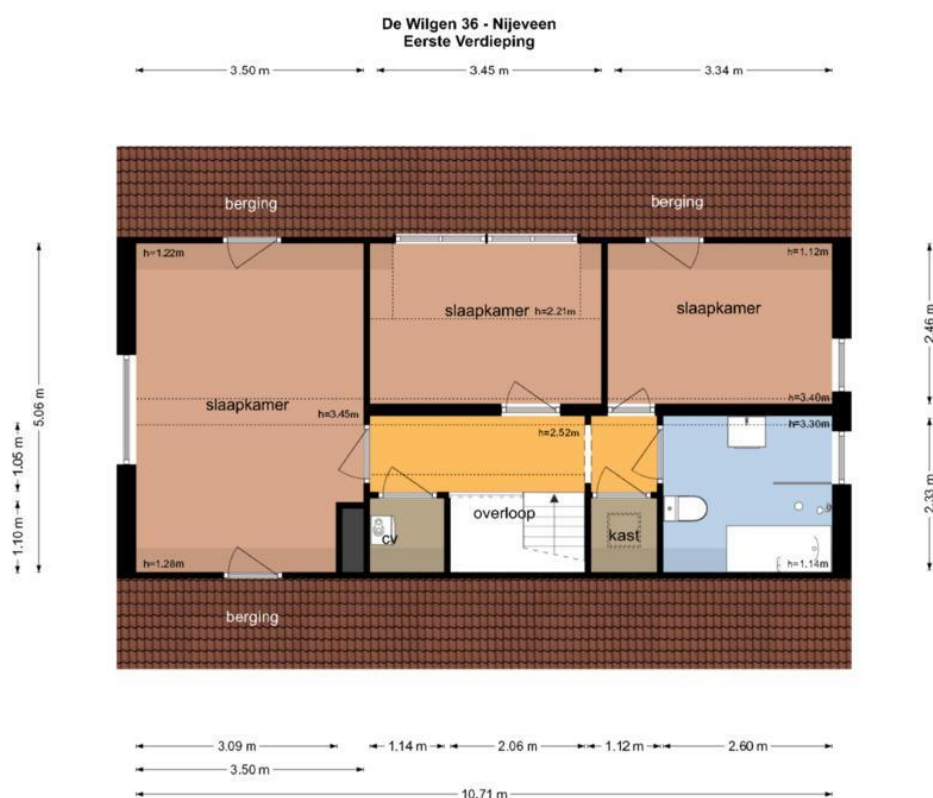 De Wilgen 36 - Nijeveen
Eerste Verdieping
3.50 m
3.45 m
3.34 m
berging
berging
h=1.22m
h=1.12m
slaapkamer
h=2.21m
slaapkamer
2.46 m
5.06 m
slaapkamer
h=3.45m
h=3.40m
h=3.30m
h=2.52m
1.05 m
2.33 m
1.10 m
overloop
cv
kast
h=1.28m
h=1.14m
berging
3.09 m
1.14 m
2.06 m
1.12 m
2.60 m
3.50 m
10.71 m